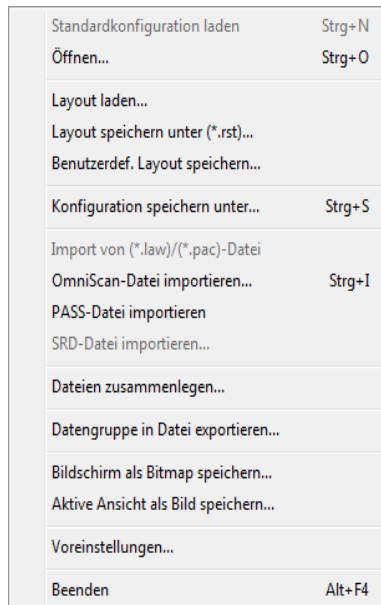 Standardkonfiguration laden Strg+N
Öffnen... Strg+O
Layout laden...
Layout speichern unter (*.rst)...
Benutzerdef. Layout speichern...
Konfiguration speichern unter... Strg+S
Import von (*.law)/(*.pac)-Datei
OmniScan-Datei importieren... Strg+I
PASS-Datei importieren
SRD-Datei importieren...
Dateien zusammenlegen...
Datengruppe in Datei exportieren...
Bildschirm als Bitmap speichern...
Aktive Ansicht als Bild speichern...
Voreinstellungen...
Beenden Alt+F4